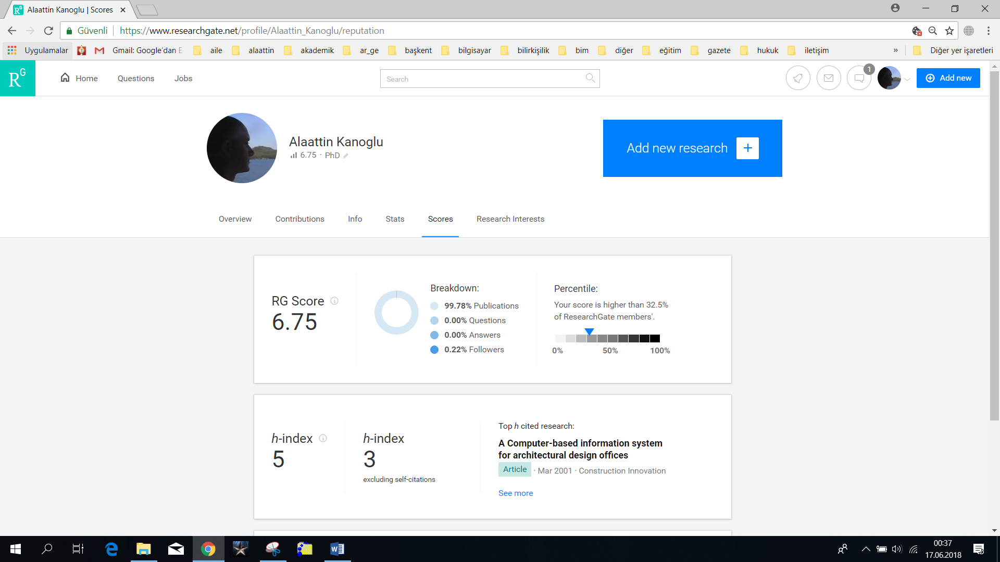 Alaattin Kanoglu | Scores
Güvenli
https://www.researchgate.net/profile/Alaattin_Kanoglu/reputation
Uygulamalar
Gmail: Google'dan E
aile
alaattin
akademik
ar_ge
başkent
bilgisayar
bilirkişilik
bim
diğer
eğitim
gazete
hukuk
iletişim
»
Diğer yer işaretleri
RG
Home
Questions
Jobs
Search
1
Add new
Alaattin Kanoglu
6.75 · PhD
Add new research
Overview
Contributions
Info
Stats
Scores
Research Interests
RG Score
6.75
Breakdown:
99.78% Publications
0.00% Questions
0.00% Answers
0.22% Followers
Percentile:
Your score is higher than 32.5%
of ResearchGate members'.
0% 50% 100%
h-index
5
h-index
3
excluding self-citations
Top h cited research:
A Computer-based information system
for architectural design offices
Article · Mar 2001 · Construction Innovation
See more
00:37
17.06.2018